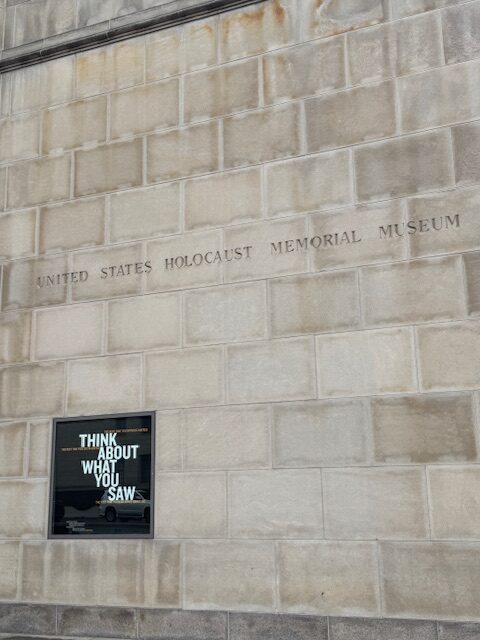 UNITED STATES HOLOCAUST MEMORIAL MUSEUM
THINK
ABOUT
WHAT
YOU
SAW